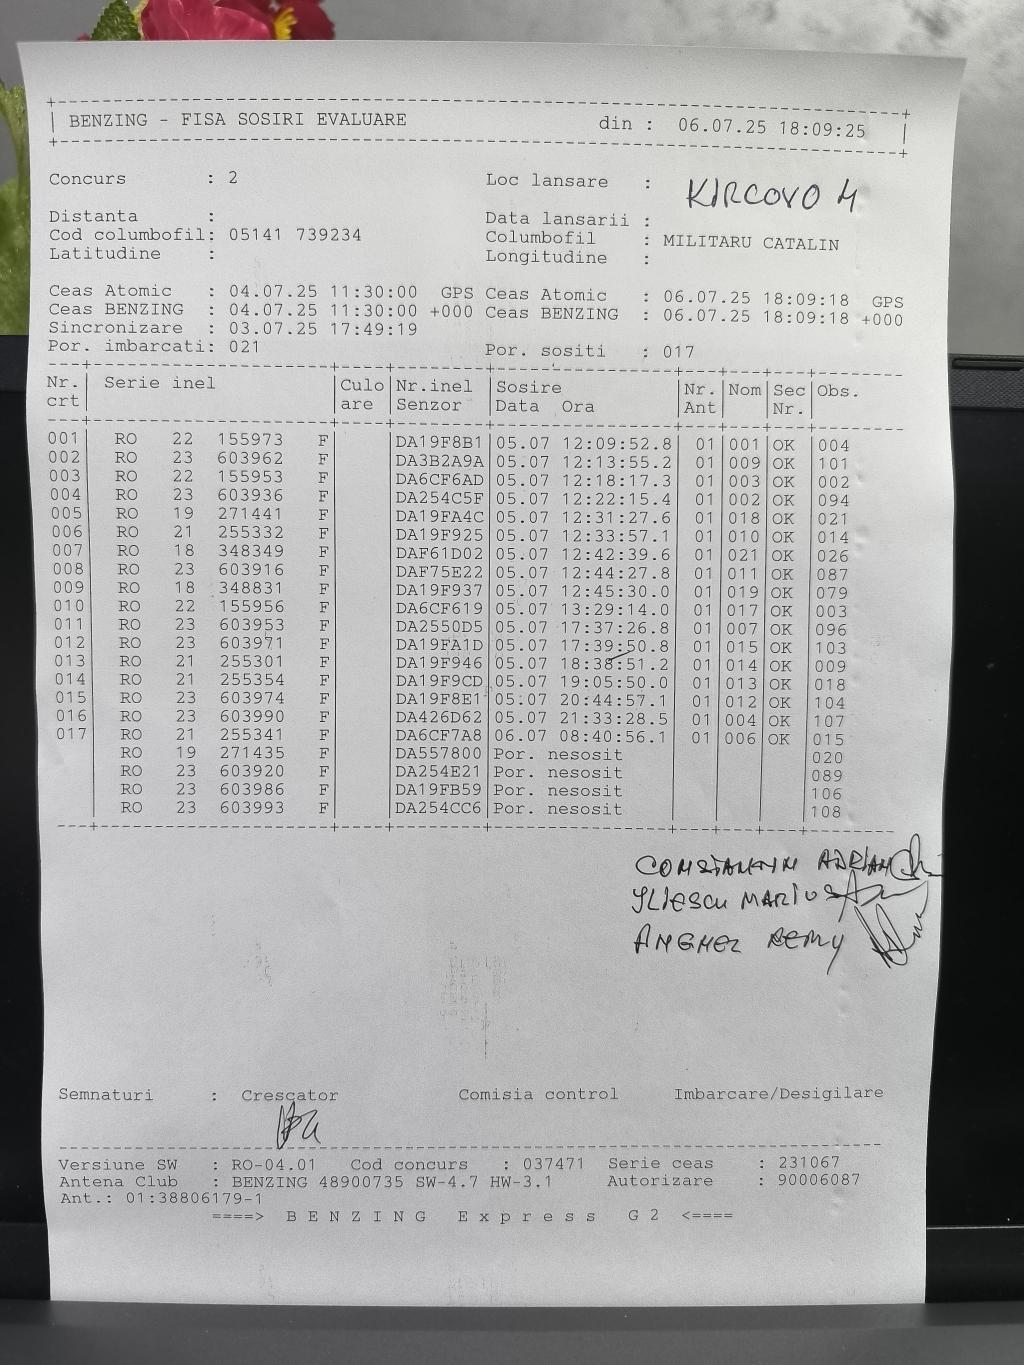 BENZING - FISA SOSIRI EVALUARE din : 06.07.25 18:09:25
Concurs : 2 Loc lansare : KIRCOVO 4
Distanta : Data lansarii :
Cod columbofil: 05141 739234 Columbofil : MILITARU CATALIN
Latitudine : Longitudine :
Ceas Atomic : 04.07.25 11:30:00 GPS Ceas Atomic : 06.07.25 18:09:18 GPS
Ceas BENZING : 04.07.25 11:30:00 +000 Ceas BENZING : 06.07.25 18:09:18 +000
Sincronizare : 03.07.25 17:49:19
Por. imbarcati: 021 Por. sositi : 017
Nr. Serie inel Culo Nr.inel Sosire Nr. Nom Sec Obs.
crt are Senzor Data Ora Ant Nr.
001 RO 22 155973 F DA19F8B1 05.07 12:09:52.8 01 001 OK 004
002 RO 23 603962 F DA3B2A9A 05.07 12:13:55.2 01 009 OK 101
003 RO 22 155953 F DA6CF6AD 05.07 12:18:17.3 01 003 OK 002
004 RO 23 603936 F DA254C5F 05.07 12:22:15.4 01 002 OK 094
005 RO 19 271441 F DA19FA4C 05.07 12:31:27.6 01 018 OK 021
006 RO 21 255332 F DA19F925 05.07 12:33:57.1 01 010 OK 014
007 RO 18 348349 F DAF61D02 05.07 12:42:39.6 01 021 OK 026
008 RO 23 603916 F DAF75E22 05.07 12:44:27.8 01 011 OK 087
009 RO 18 348831 F DA19F937 05.07 12:45:30.0 01 019 OK 079
010 RO 22 155956 F DA6CF619 05.07 13:29:14.0 01 017 OK 003
011 RO 23 603953 F DA2550D5 05.07 17:37:26.8 01 007 OK 096
012 RO 23 603971 F DA19FA1D 05.07 17:39:50.8 01 015 OK 103
013 RO 21 255301 F DA19F946 05.07 18:38:51.2 01 014 OK 009
014 RO 21 255354 F DA19F9CD 05.07 19:05:50.0 01 013 OK 018
015 RO 23 603974 F DA19F8E1 05.07 20:44:57.1 01 012 OK 104
016 RO 23 603990 F DA426D62 05.07 21:33:28.5 01 004 OK 107
017 RO 21 255341 F DA6CF7A8 06.07 08:40:56.1 01 006 OK 015
RO 19 271435 F DA557800 Por. nesosit 020
RO 23 603920 F DA254E21 Por. nesosit 089
RO 23 603986 F DA19FB59 Por. nesosit 106
RO 23 603993 F DA254CC6 Por. nesosit 108
CONSTANTIN ADRIAN
ILIESCU MARIUS
ANGHEL REMY
Semnaturi : Crescator Comisia control Imbarcare/Desigilare
Versiune SW : RO-04.01 Cod concurs : 037471 Serie ceas : 231067
Antena Club : BENZING 48900735 SW-4.7 HW-3.1 Autorizare : 90006087
Ant.: 01:38806179-1
====> B E N Z I N G E x p r e s s G 2 <====